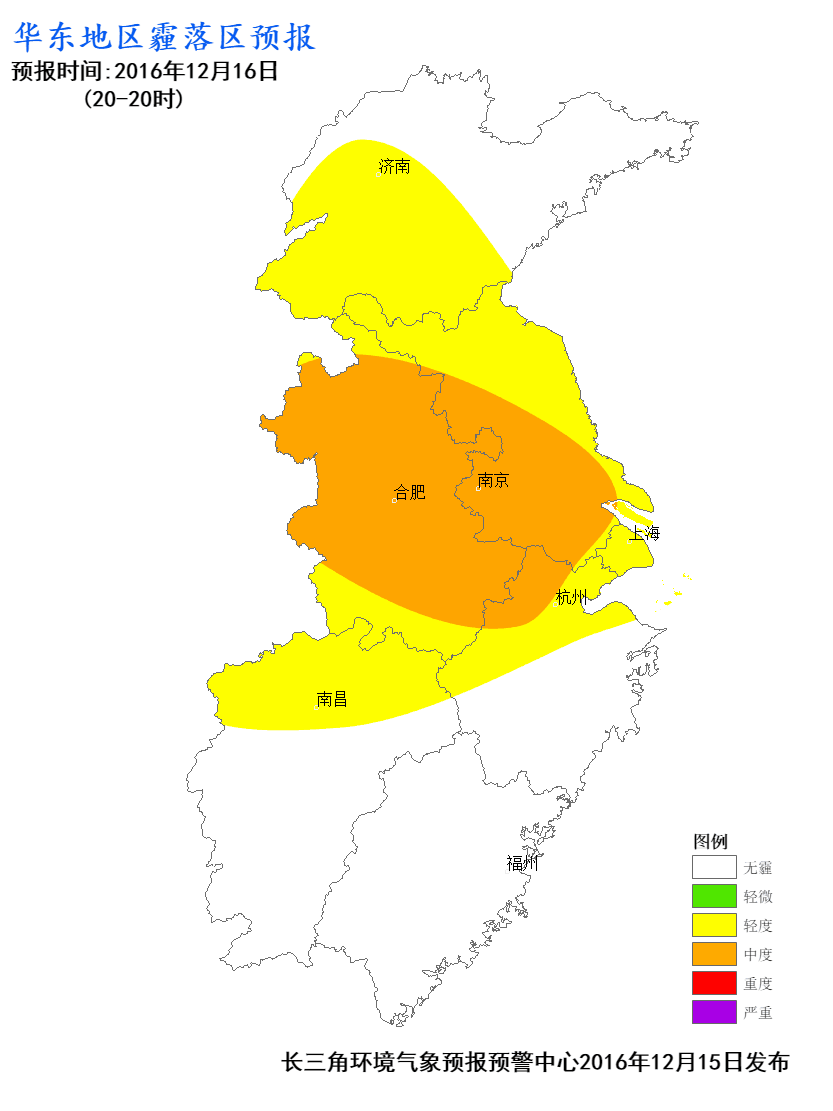 华东地区霾落区预报
预报时间:2016年12月16日
(20-20时)
济南
南京
合肥
上海
杭州
南昌
福州
图例
无霾
轻微
轻度
中度
重度
严重
长三角环境气象预报预警中心2016年12月15日发布